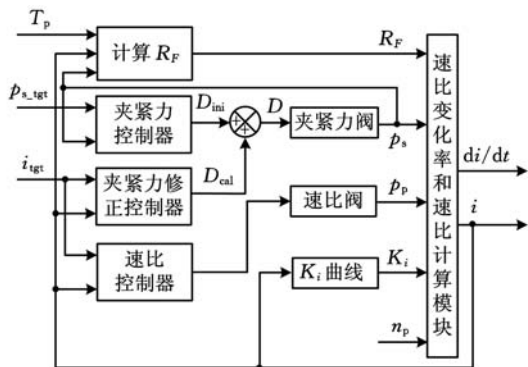 T_p
计算 R_F
R_F
p_{s_tgt}
夹紧力
控制器
D_ini
+
+
D
夹紧力阀
p_s
i_tgt
夹紧力修
正控制器
D_cal
速比阀
p_p
速比
控制器
K_i 曲线
K_i
n_p
速比变化率和速比计算模块
di/dt
i